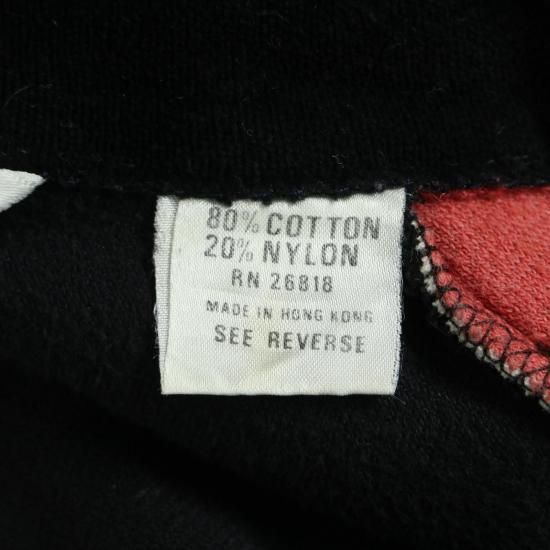 80% COTTON
20% NYLON
RN 26818
MADE IN HONG KONG
SEE REVERSE